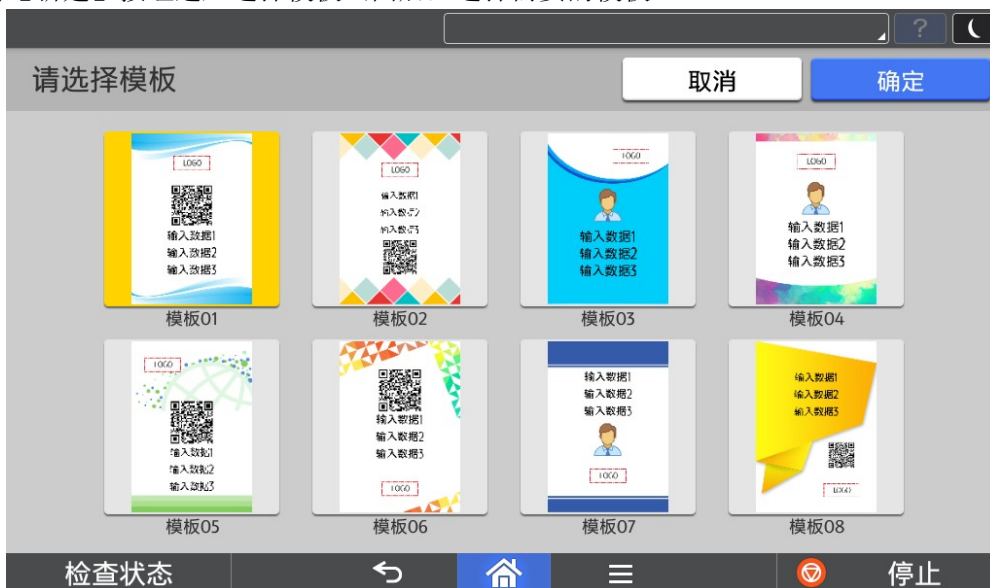 ?
请选择模板
取消
确定
LOGO
输入数据1
输入数据2
输入数据3
模板01
LOGO
输入数据1
输入数据2
输入数据3
模板02
LOGO
输入数据1
输入数据2
输入数据3
模板03
LOGO
输入数据1
输入数据2
输入数据3
模板04
LOGO
输入数据1
输入数据2
输入数据3
模板05
输入数据1
输入数据2
输入数据3
LOGO
模板06
输入数据1
输入数据2
输入数据3
LOGO
模板07
输入数据1
输入数据2
输入数据3
LOGO
模板08
检查状态
停止